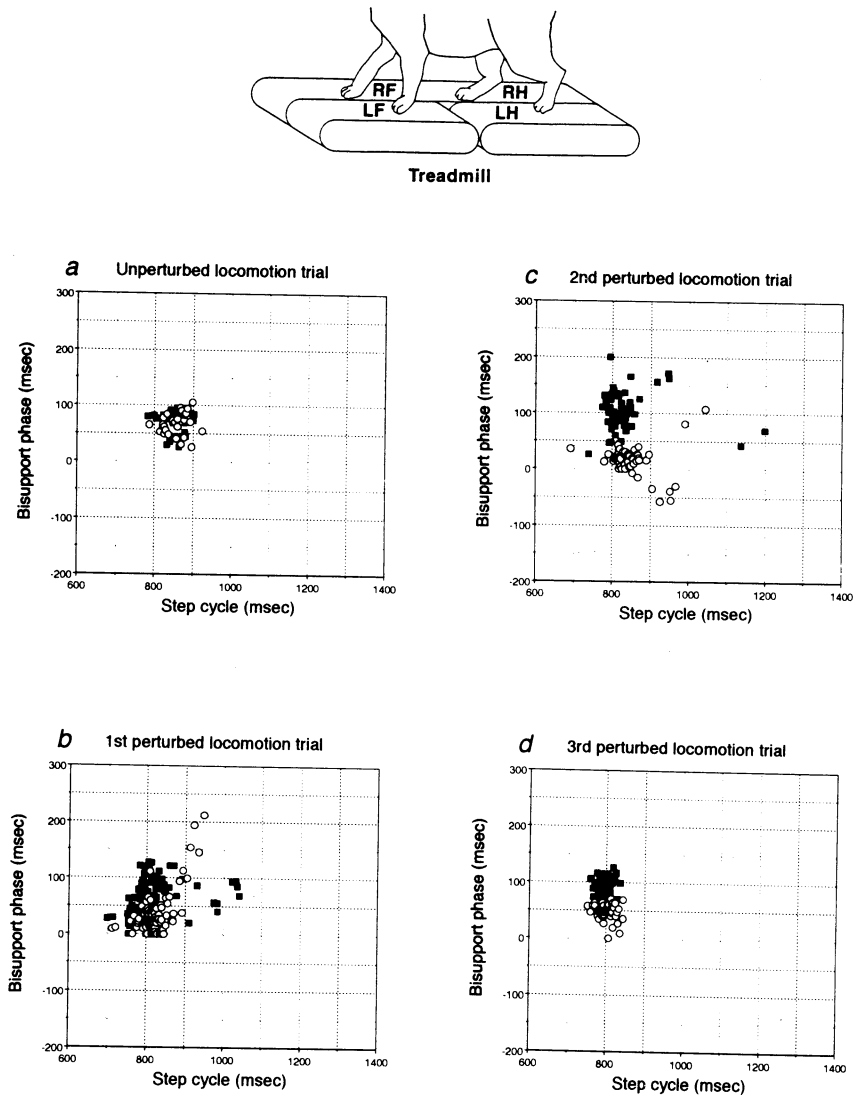 RF RH
LF LH
Treadmill
a Unperturbed locomotion trial
300
200
100
0
-100
-200
600 800 1000 1200 1400
Bisupport phase (msec)
Step cycle (msec)
c 2nd perturbed locomotion trial
300
200
100
0
-100
-200
600 800 1000 1200 1400
Bisupport phase (msec)
Step cycle (msec)
b 1st perturbed locomotion trial
300
200
100
0
-100
-200
600 800 1000 1200 1400
Bisupport phase (msec)
Step cycle (msec)
d 3rd perturbed locomotion trial
300
200
100
0
-100
-200
600 800 1000 1200 1400
Bisupport phase (msec)
Step cycle (msec)